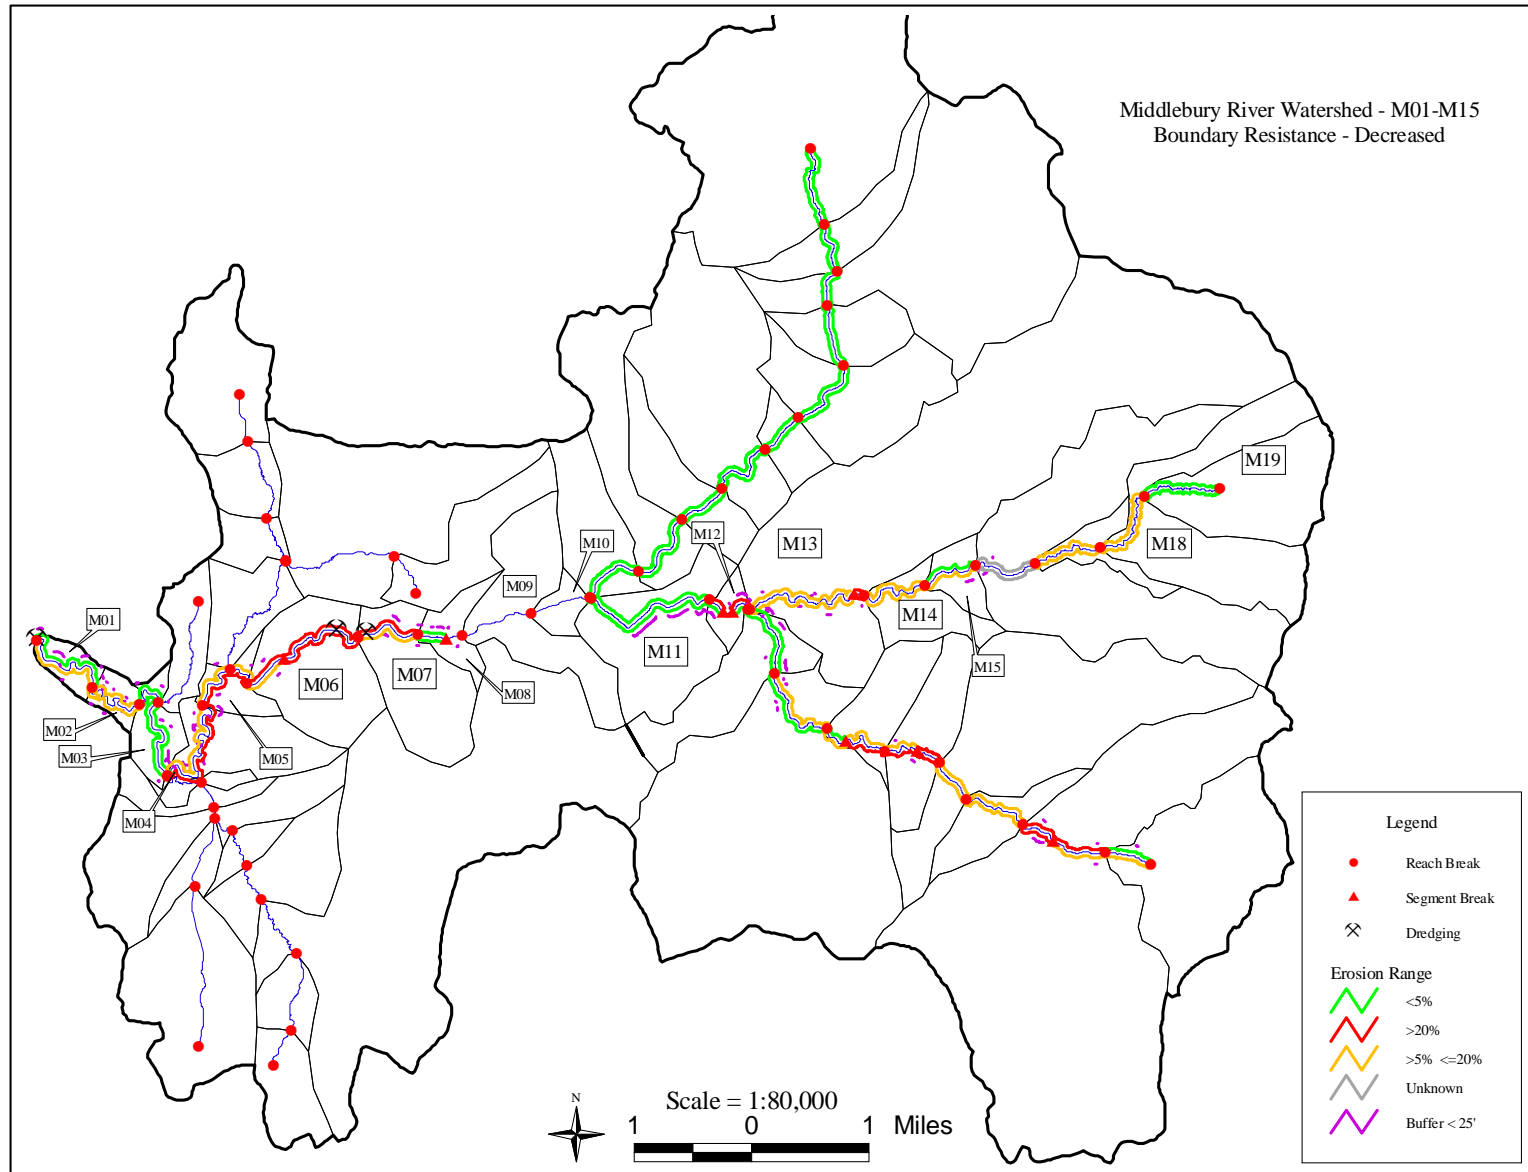 Middlebury River Watershed - M01-M15
Boundary Resistance - Decreased
M19
M18
M13
M12
M10
M09
M14
M15
M11
M01
M06
M07
M08
M02
M03
M05
M04
Legend
Reach Break
Segment Break
Dredging
Erosion Range
<5%
>20%
>5% <=20%
Unknown
Buffer < 25'
N
Scale = 1:80,000
1 0 1 Miles